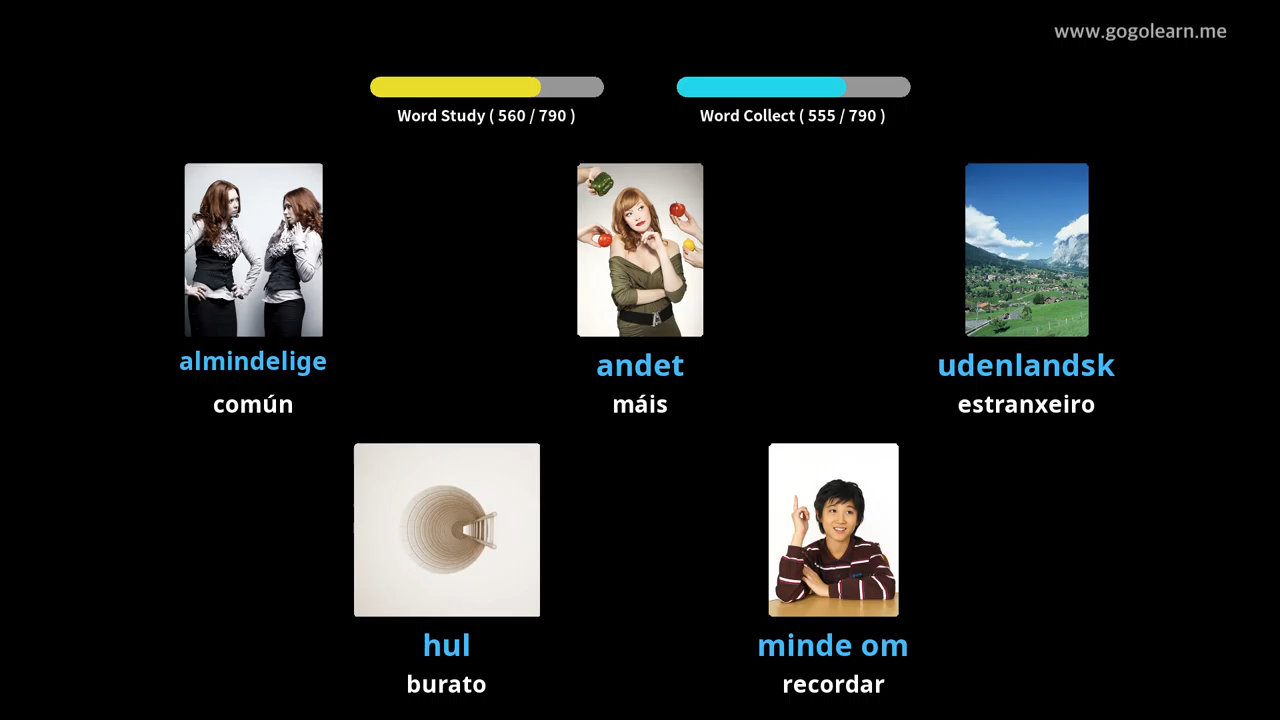 www.gogolearn.me
Word Study ( 560 / 790 )
Word Collect ( 555 / 790 )
almindelige
común
andet
máis
udenlandsk
estranxeiro
hul
burato
minde om
recordar